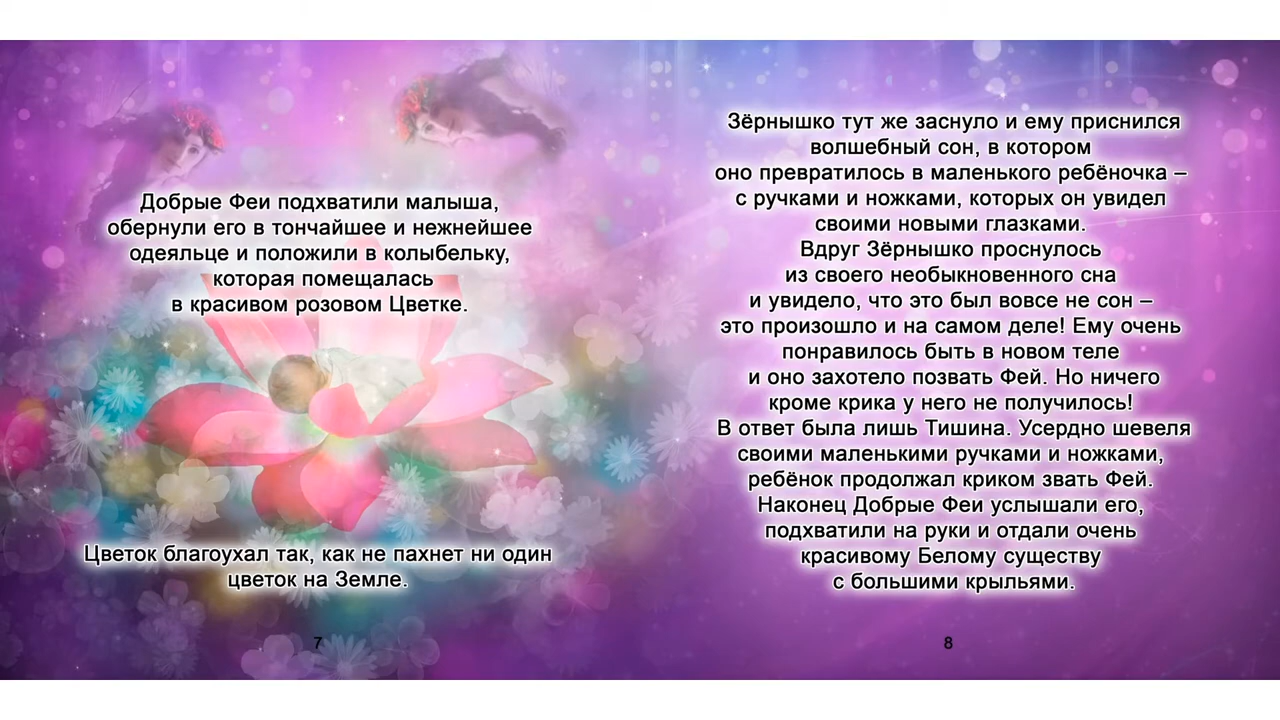 Добрые Феи подхватили малыша,
обернули его в тончайшее и нежнейшее
одеяльце и положили в колыбельку,
которая помещалась
в красивом розовом Цветке.
Цветок благоухал так, как не пахнет ни один
цветок на Земле.
7
Зёрнышко тут же заснуло и ему приснился
волшебный сон, в котором
оно превратилось в маленького ребёночка –
с ручками и ножками, которых он увидел
своими новыми глазками.
Вдруг Зёрнышко проснулось
из своего необыкновенного сна
и увидело, что это был вовсе не сон –
это произошло и на самом деле! Ему очень
понравилось быть в новом теле
и оно захотело позвать Фей. Но ничего
кроме крика у него не получилось!
В ответ была лишь Тишина. Усердно шевеля
своими маленькими ручками и ножками,
ребёнок продолжал криком звать Фей.
Наконец Добрые Феи услышали его,
подхватили на руки и отдали очень
красивому Белому существу
с большими крыльями.
8